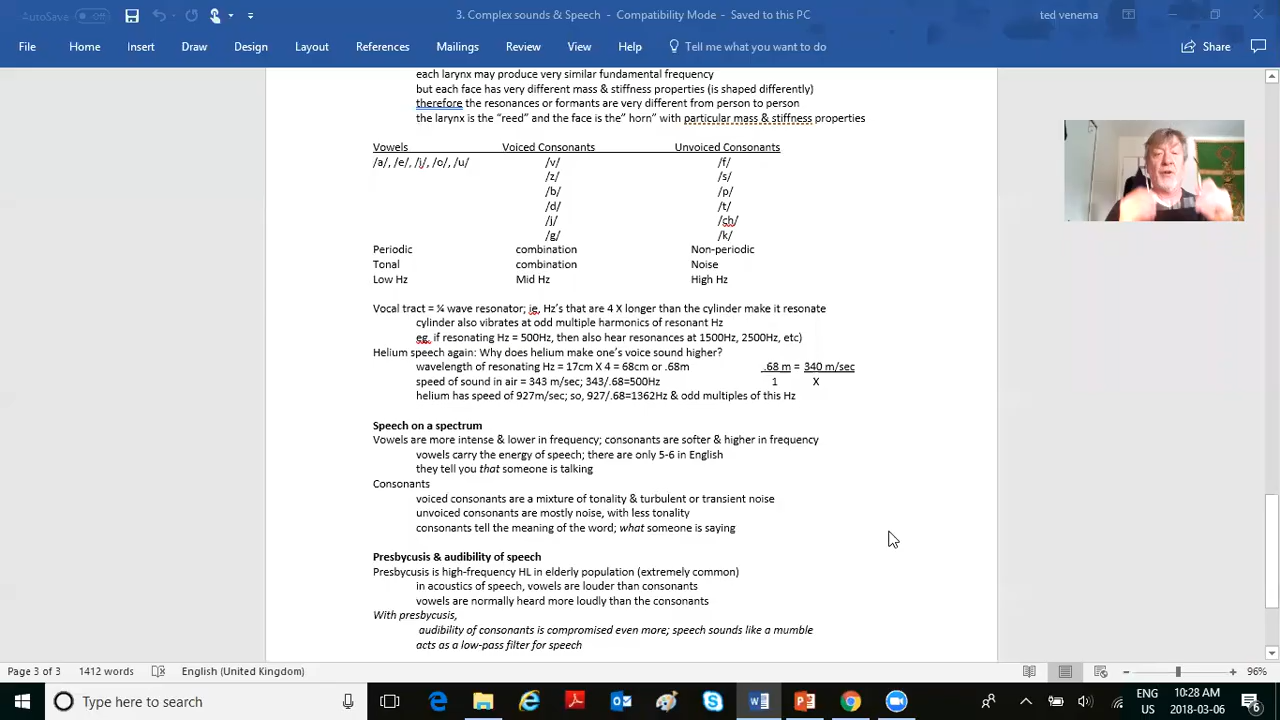 AutoSave Off 3. Complex sounds & Speech - Compatibility Mode - Saved to this PC ted venema
File Home Insert Draw Design Layout References Mailings Review View Help Tell me what you want to do Share
each larynx may produce very similar fundamental frequency
but each face has very different mass & stiffness properties (is shaped differently)
therefore the resonances or formants are very different from person to person
the larynx is the "reed" and the face is the" horn" with particular mass & stiffness properties
Vowels Voiced Consonants Unvoiced Consonants
/a/, /e/, /i/, /o/, /u/ /v/ /f/
/z/ /s/
/b/ /p/
/d/ /t/
/j/ /ch/
/g/ /k/
Periodic combination Non-periodic
Tonal combination Noise
Low Hz Mid Hz High Hz
Vocal tract = ¼ wave resonator; ie, Hz's that are 4 X longer than the cylinder make it resonate
cylinder also vibrates at odd multiple harmonics of resonant Hz
eg. if resonating Hz = 500Hz, then also hear resonances at 1500Hz, 2500Hz, etc)
Helium speech again: Why does helium make one's voice sound higher?
wavelength of resonating Hz = 17cm X 4 = 68cm or .68m .68 m = 340 m/sec
speed of sound in air = 343 m/sec; 343/.68=500Hz 1 X
helium has speed of 927m/sec; so, 927/.68=1362Hz & odd multiples of this Hz
Speech on a spectrum
Vowels are more intense & lower in frequency; consonants are softer & higher in frequency
vowels carry the energy of speech; there are only 5-6 in English
they tell you that someone is talking
Consonants
voiced consonants are a mixture of tonality & turbulent or transient noise
unvoiced consonants are mostly noise, with less tonality
consonants tell the meaning of the word; what someone is saying
Presbycusis & audibility of speech
Presbycusis is high-frequency HL in elderly population (extremely common)
in acoustics of speech, vowels are louder than consonants
vowels are normally heard more loudly than the consonants
With presbycusis,
audibility of consonants is compromised even more; speech sounds like a mumble
acts as a low-pass filter for speech
Page 3 of 3 1412 words English (United Kingdom) 96%
Type here to search ENG 10:28 AM
US 2018-03-06 6